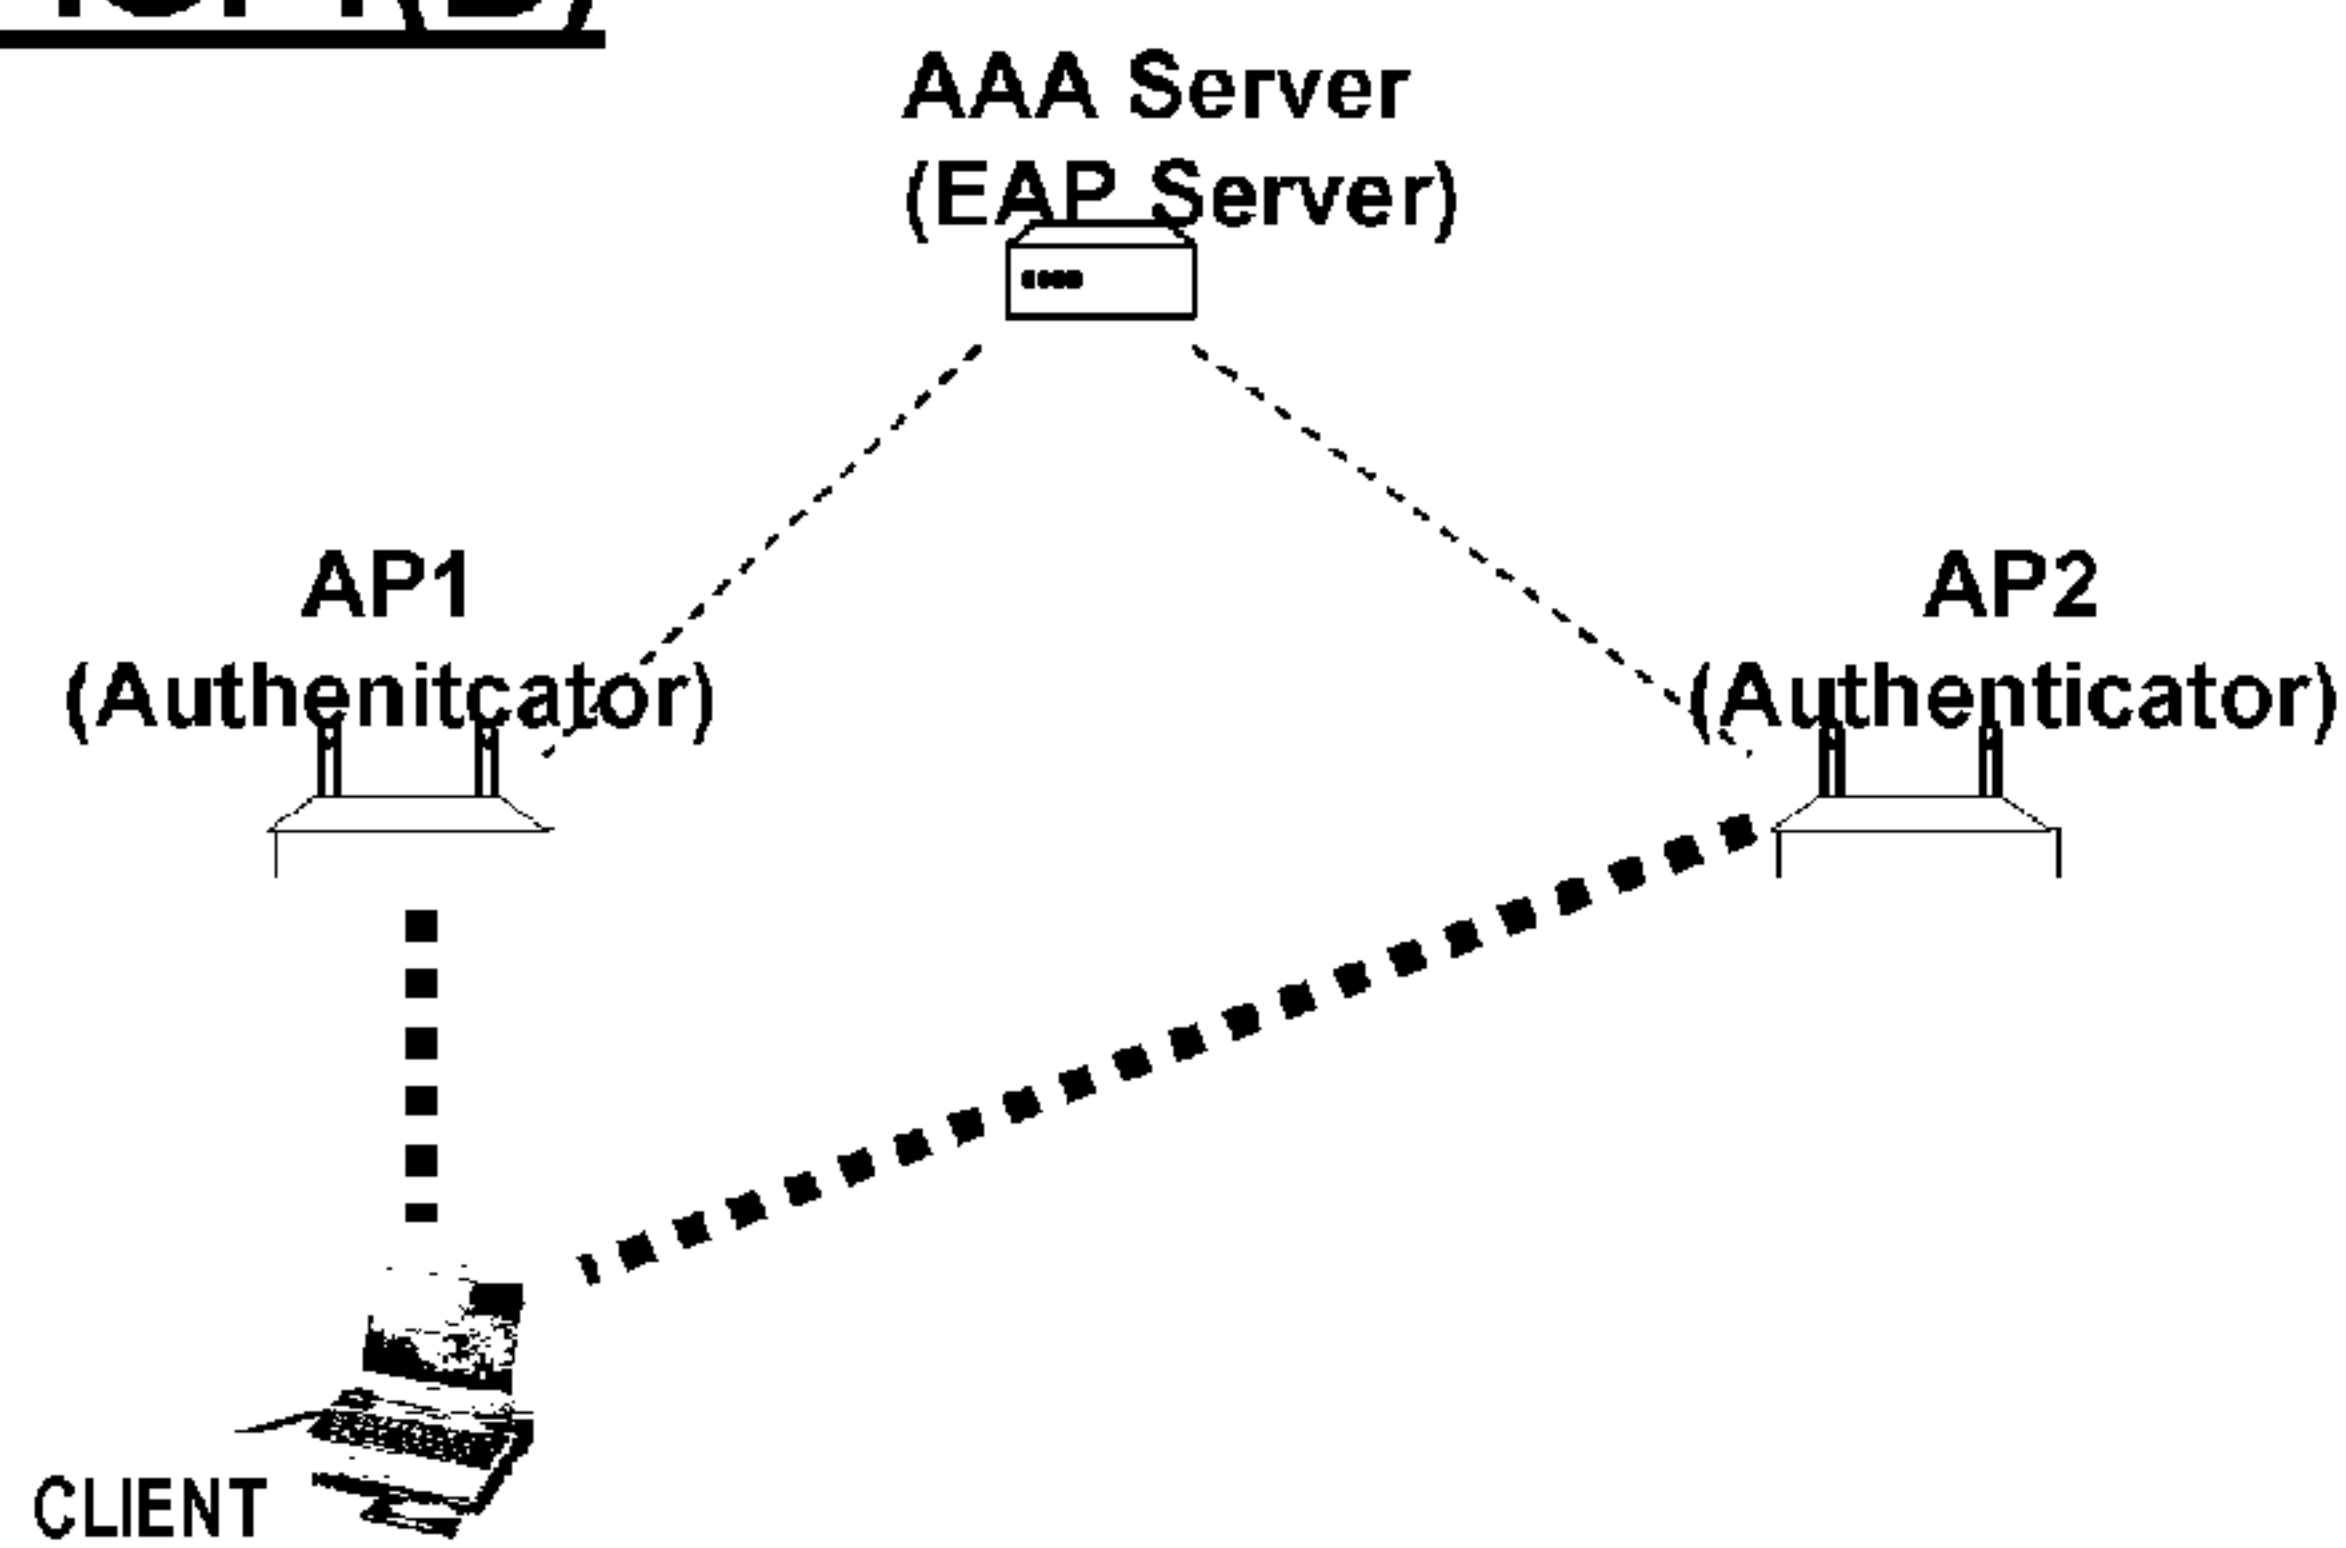 AAA Server
(EAP Server)
AP1
(Authenitcator)
AP2
(Authenticator)
CLIENT